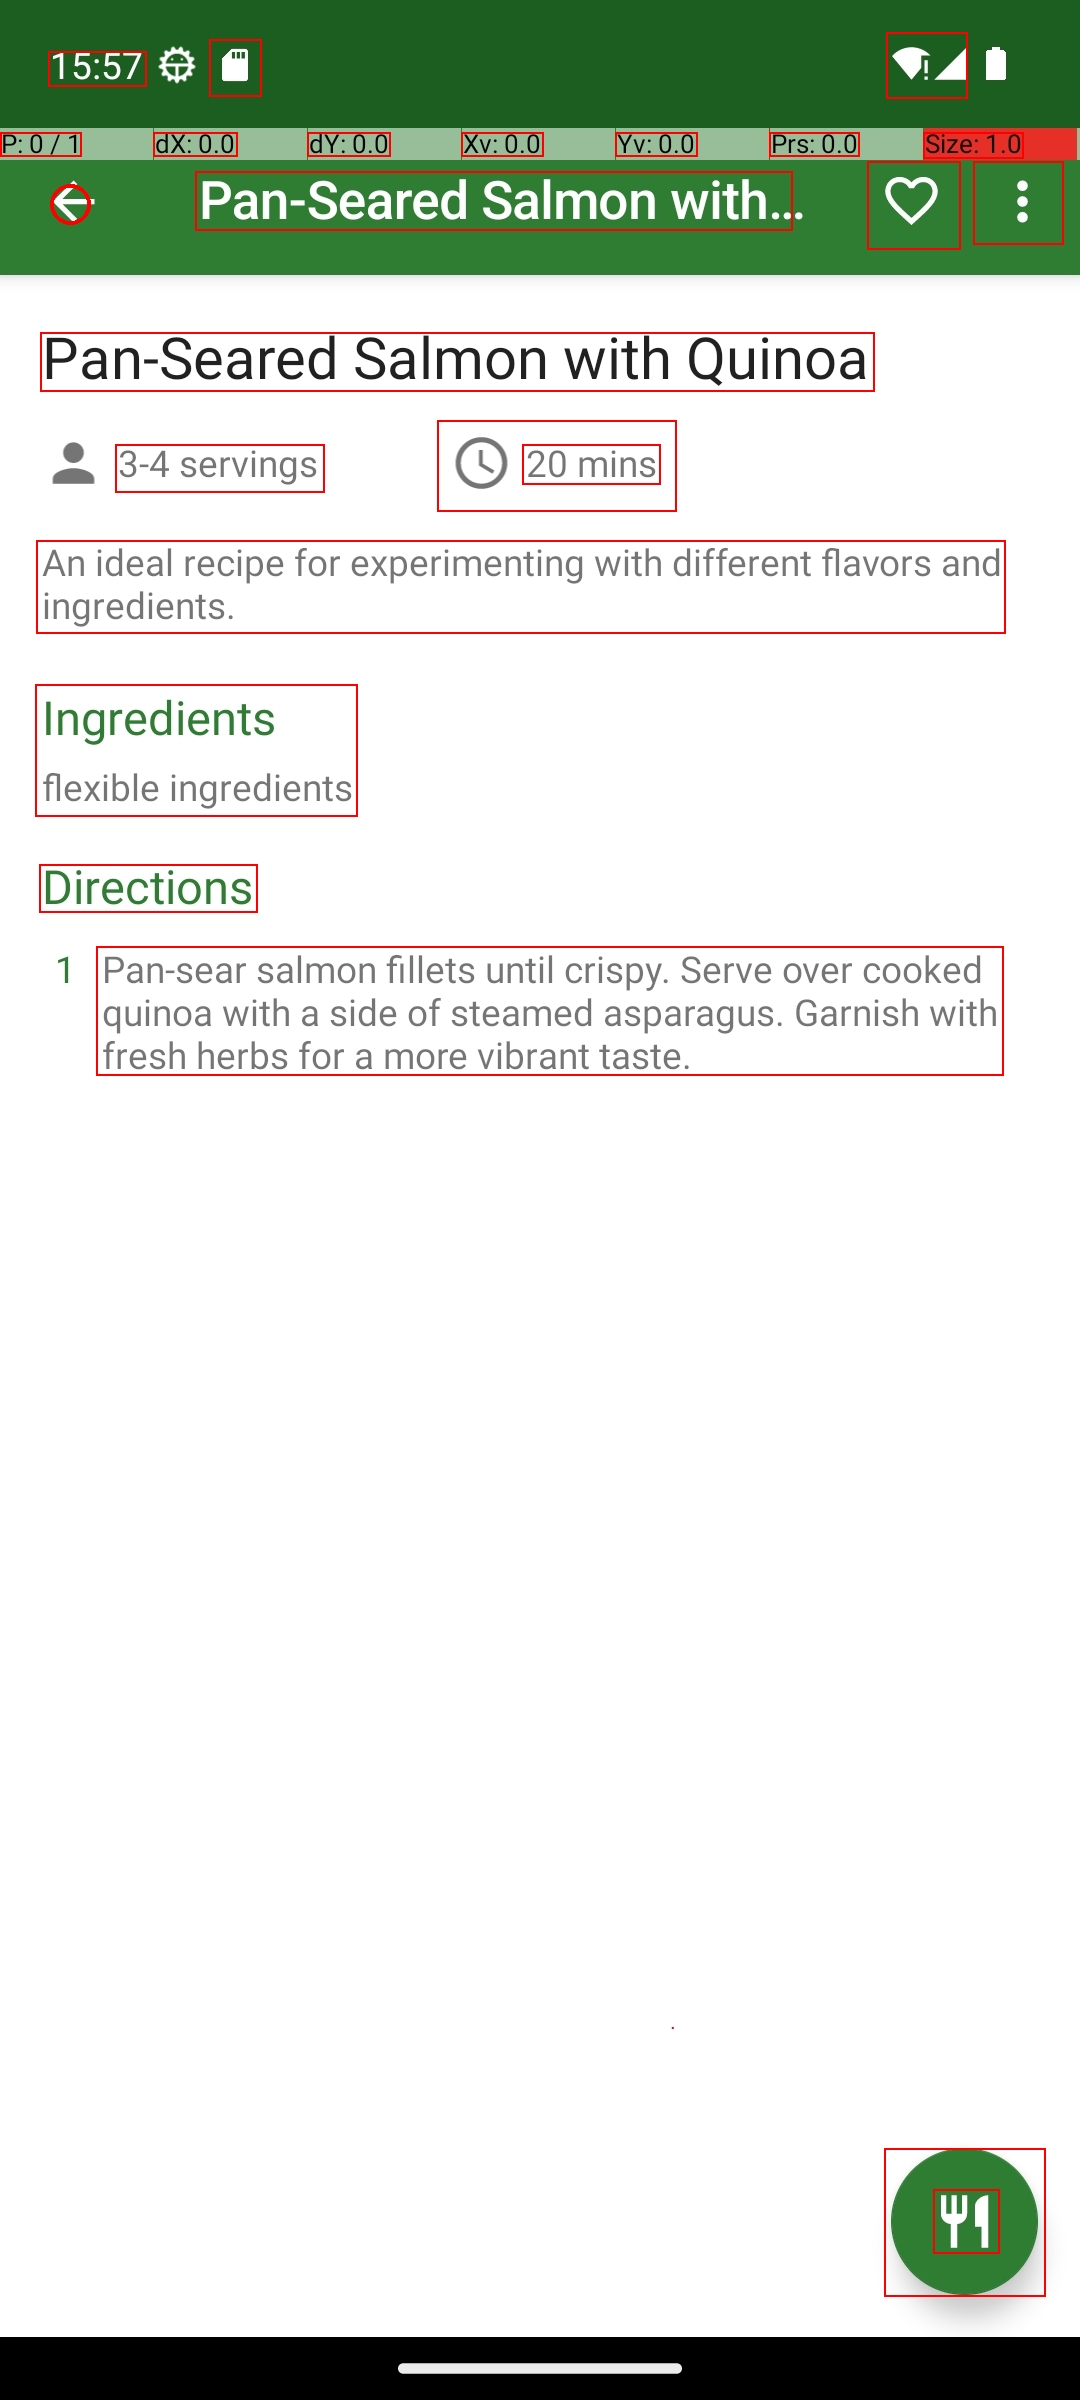 15:57
P: 0 / 1 dX: 0.0 dY: 0.0 Xv: 0.0 Yv: 0.0 Prs: 0.0 Size: 1.0
Pan-Seared Salmon with...
Pan-Seared Salmon with Quinoa
3-4 servings 20 mins
An ideal recipe for experimenting with different flavors and
ingredients.
Ingredients
flexible ingredients
Directions
1 Pan-sear salmon fillets until crispy. Serve over cooked
quinoa with a side of steamed asparagus. Garnish with
fresh herbs for a more vibrant taste.